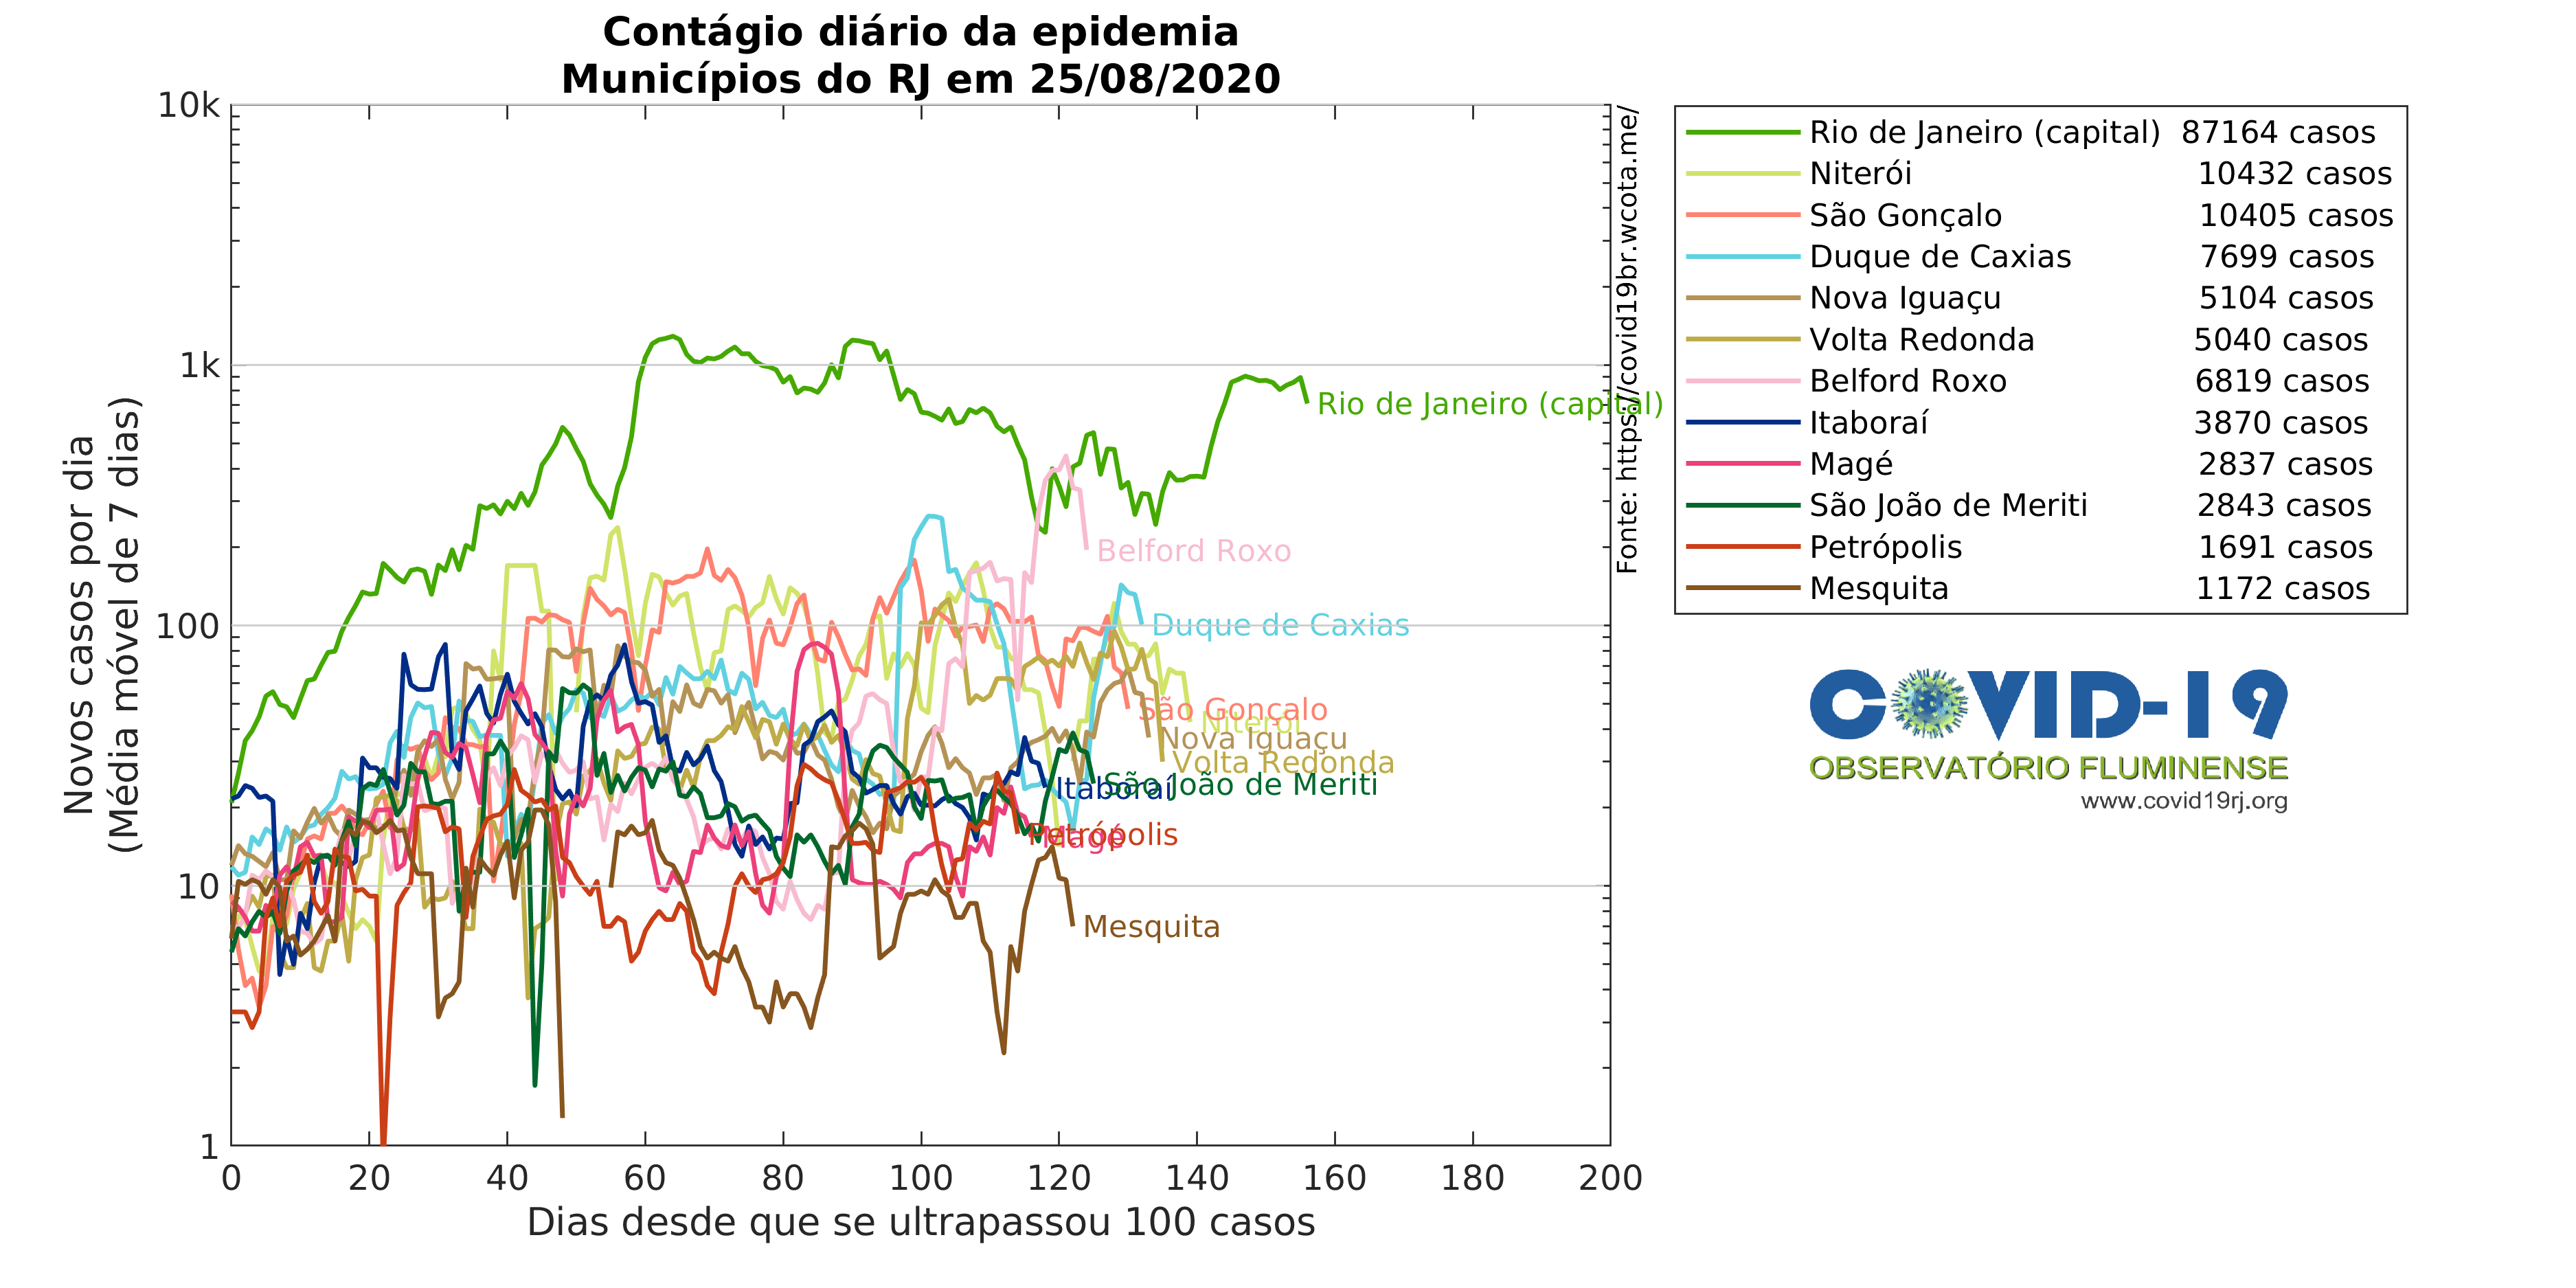 Contágio diário da epidemia
Municípios do RJ em 25/08/2020
Novos casos por dia
(Média móvel de 7 dias)
10k
1k
100
10
1
0 20 40 60 80 100 120 140 160 180 200
Dias desde que se ultrapassou 100 casos
Rio de Janeiro (capital)
Belford Roxo
Duque de Caxias
São Gonçalo
Niterói
Nova Iguaçu
Volta Redonda
São João de Meriti
Itaboraí
Petrópolis
Magé
Mesquita
Fonte: https://covid19br.wcota.me/
Rio de Janeiro (capital) 87164 casos
Niterói 10432 casos
São Gonçalo 10405 casos
Duque de Caxias 7699 casos
Nova Iguaçu 5104 casos
Volta Redonda 5040 casos
Belford Roxo 6819 casos
Itaboraí 3870 casos
Magé 2837 casos
São João de Meriti 2843 casos
Petrópolis 1691 casos
Mesquita 1172 casos
COVID-19
OBSERVATÓRIO FLUMINENSE
www.covid19rj.org